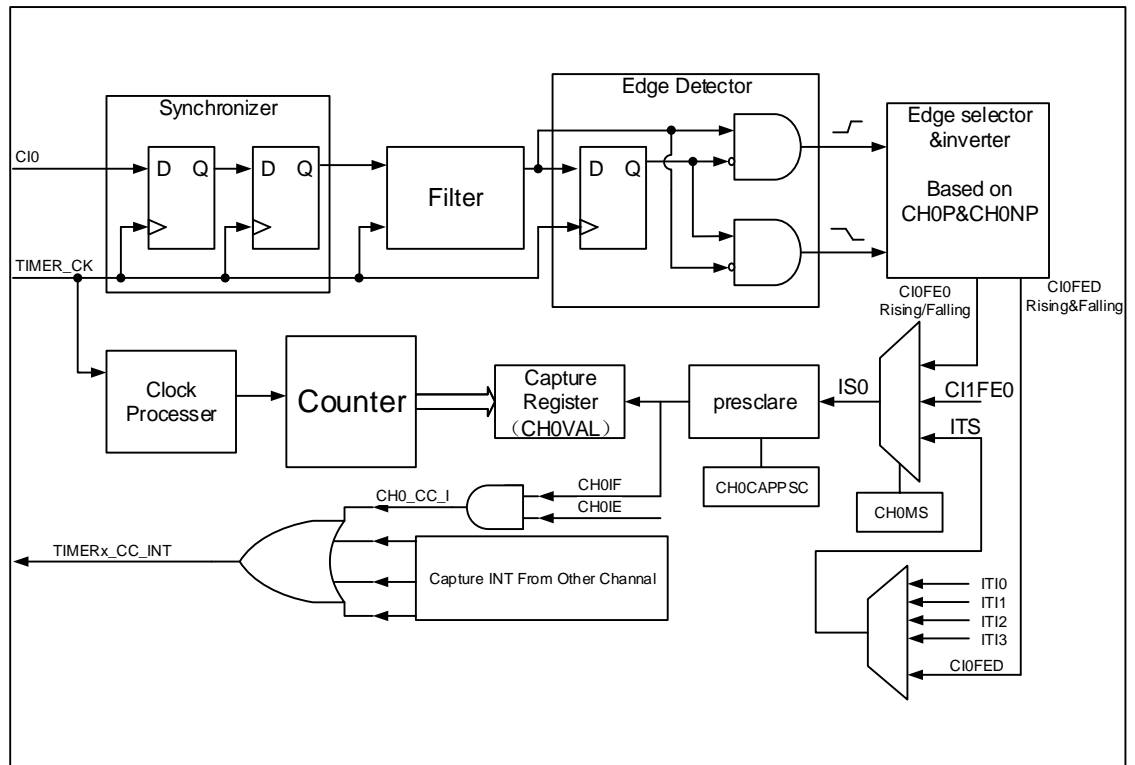 Synchronizer
Edge Detector
Edge selector
&inverter
Based on
CH0P&CH0NP
CI0
D Q
D Q
Filter
D Q
TIMER_CK
CI0FE0
Rising/Falling
CI0FED
Rising&Falling
Clock
Processer
Counter
Capture
Register
（CH0VAL）
presclare
IS0
CI1FE0
ITS
CH0CAPPSC
CH0MS
CH0_CC_I
CH0IF
CH0IE
TIMERx_CC_INT
Capture INT From Other Channal
ITI0
ITI1
ITI2
ITI3
CI0FED